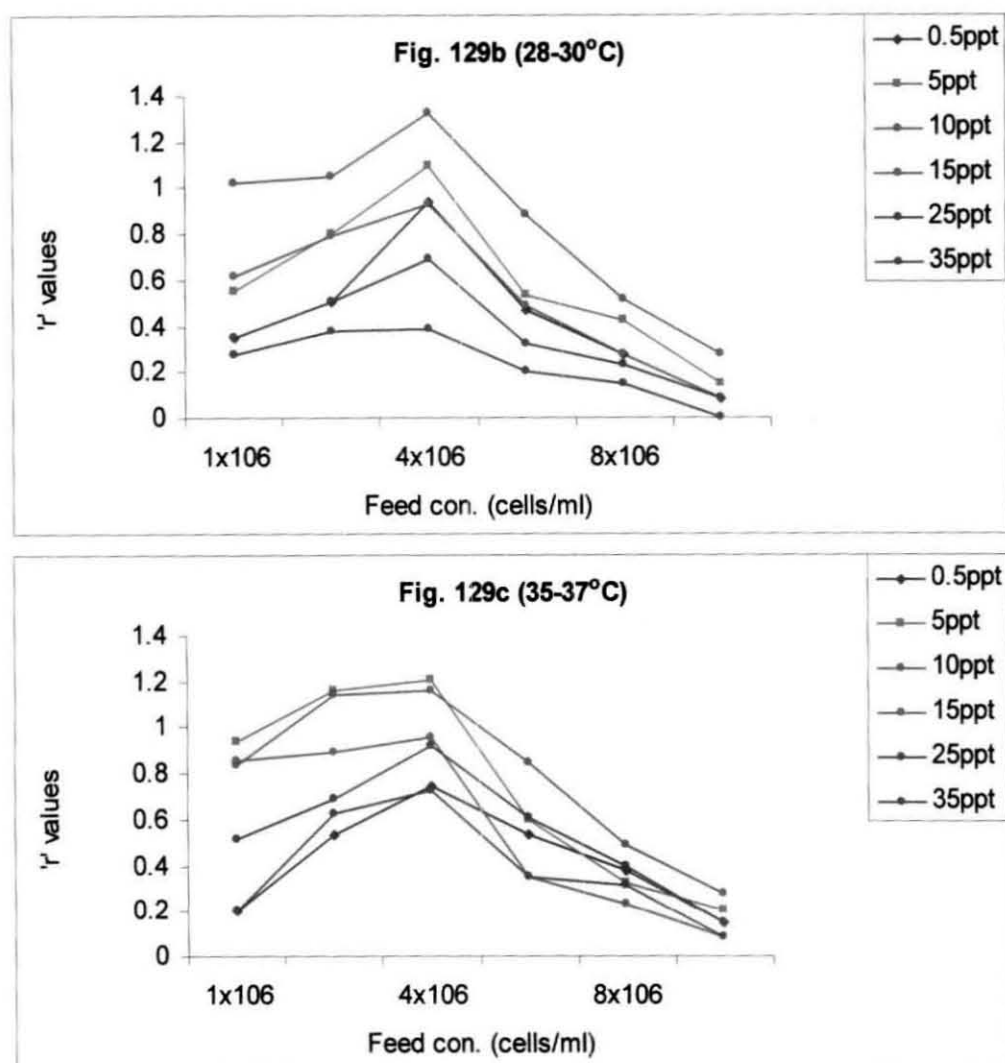 Fig. 129b (28-30°C)
1.4
1.2
1
0.8
0.6
0.4
0.2
0
'r' values
1x106
4x106
8x106
Feed con. (cells/ml)
0.5ppt
5ppt
10ppt
15ppt
25ppt
35ppt
Fig. 129c (35-37°C)
1.4
1.2
1
0.8
0.6
0.4
0.2
0
'r' values
1x106
4x106
8x106
Feed con. (cells/ml)
0.5ppt
5ppt
10ppt
15ppt
25ppt
35ppt